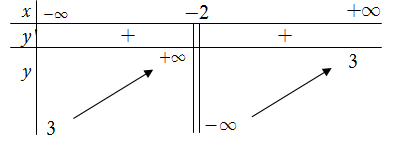 x −∞ −2 +∞
y' + +
y +∞ 3
3 −∞